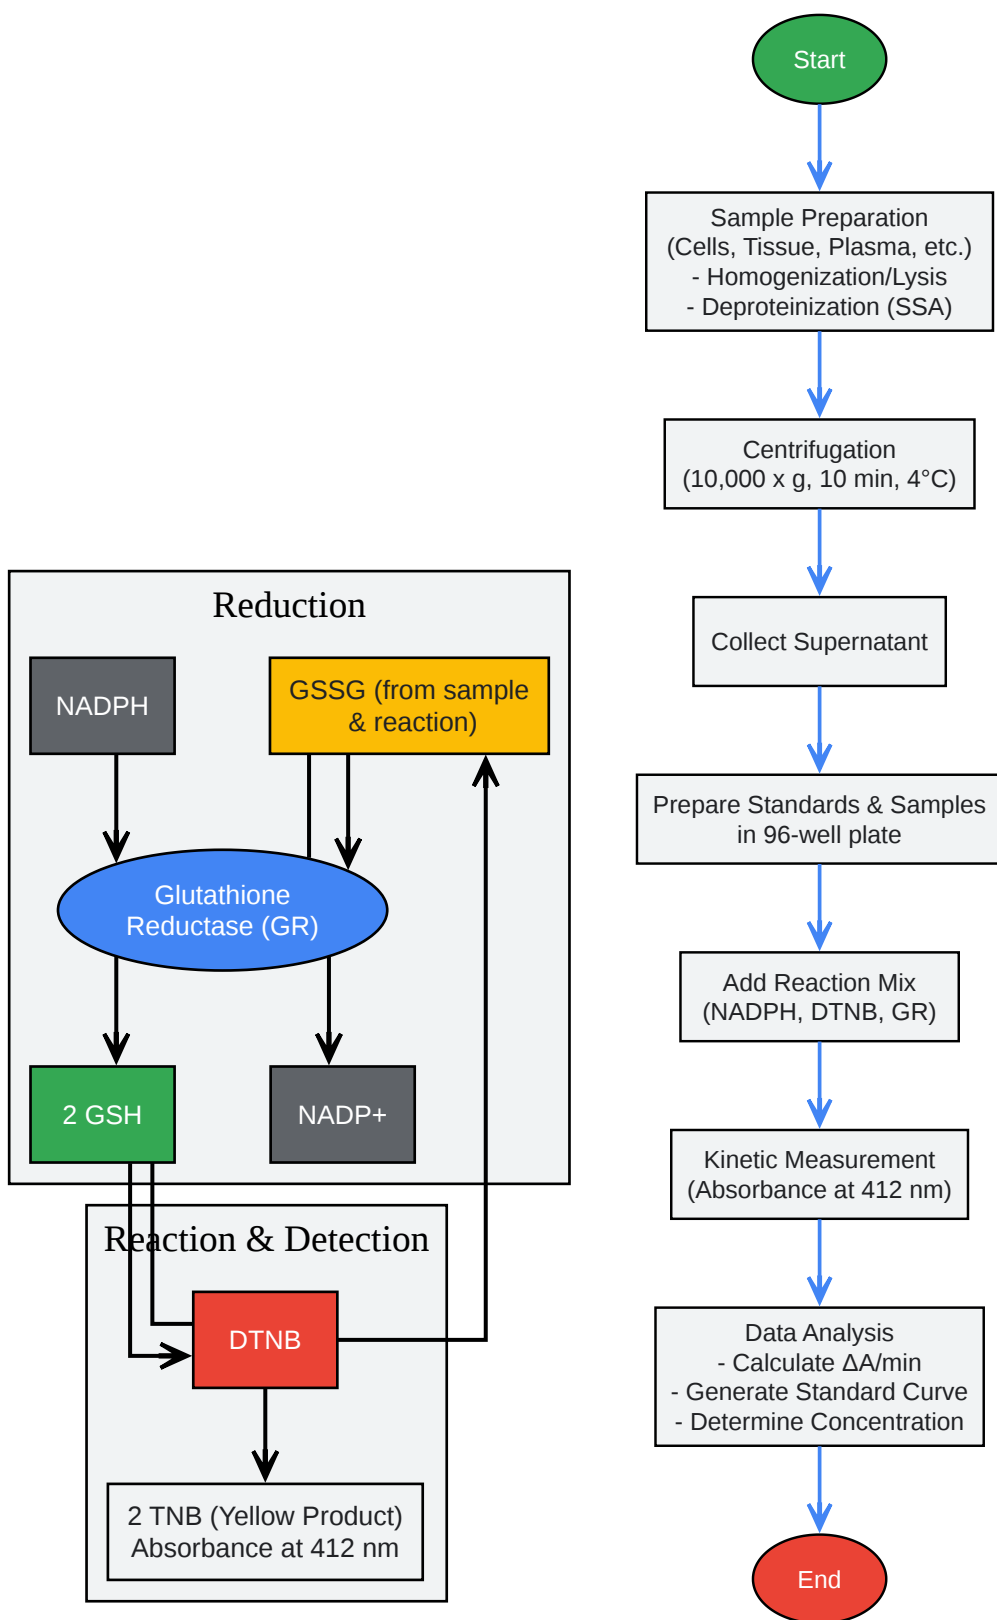 Start
Sample Preparation
(Cells, Tissue, Plasma, etc.)
- Homogenization/Lysis
- Deproteinization (SSA)
Centrifugation
(10,000 x g, 10 min, 4°C)
Collect Supernatant
Prepare Standards & Samples
in 96-well plate
Add Reaction Mix
(NADPH, DTNB, GR)
Kinetic Measurement
(Absorbance at 412 nm)
Data Analysis
- Calculate ΔA/min
- Generate Standard Curve
- Determine Concentration
End
Reduction
NADPH
GSSG (from sample
& reaction)
Glutathione
Reductase (GR)
2 GSH
NADP+
Reaction & Detection
DTNB
2 TNB (Yellow Product)
Absorbance at 412 nm